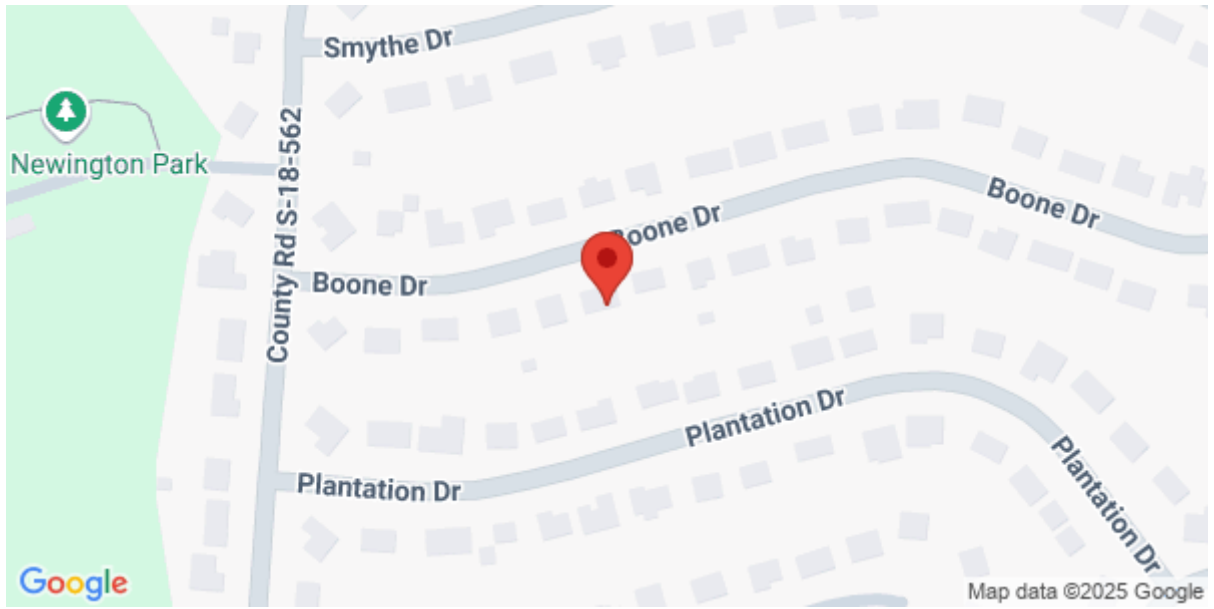 Smythe Dr
Newington Park
County Rd S-18-562
Boone Dr
Boone Dr
Boone Dr
Plantation Dr
Plantation Dr
Plantation Dr
Google
Map data ©2025 Google